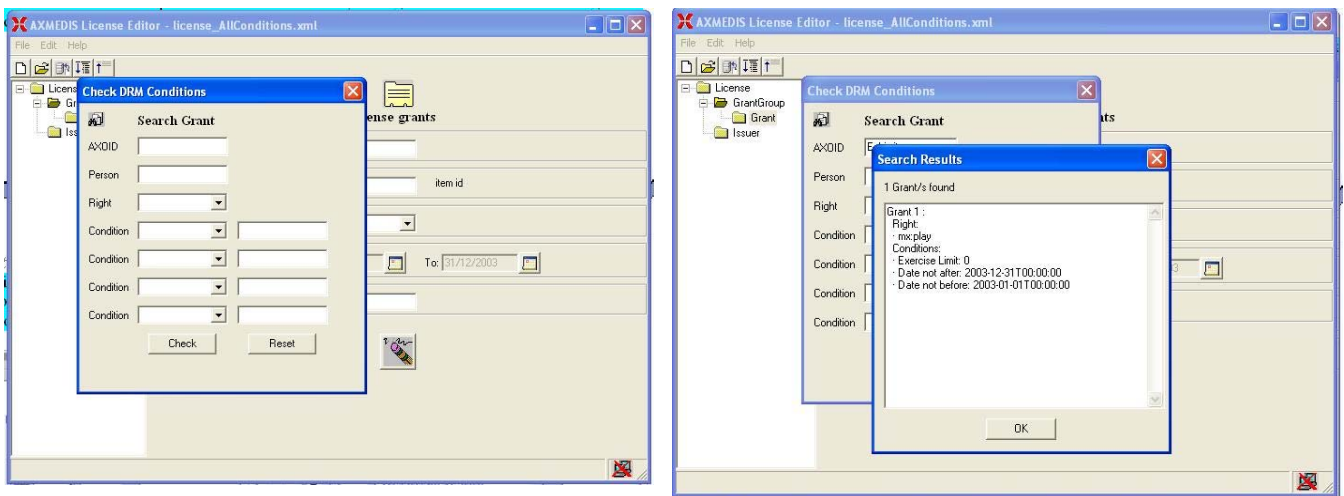 AXMEDIS License Editor - license_AllConditions.xml
File Edit Help
Licens
Gr
Iss
Check DRM Conditions
Search Grant
AXOID
Person
Right
Condition
Condition
Condition
Condition
Check Reset
ense grants
item id
To: 31/12/2003
AXMEDIS License Editor - license_AllConditions.xml
File Edit Help
License
GrantGroup
Grant
Issuer
Check DRM Conditions
Search Grant
AXOID
Person
Right
Condition
Condition
Condition
Condition
nts
Search Results
1 Grant/s found
Grant 1 :
Right:
· mx:play
Conditions:
· Exercise Limit: 0
· Date not after: 2003-12-31T00:00:00
· Date not before: 2003-01-01T00:00:00
OK